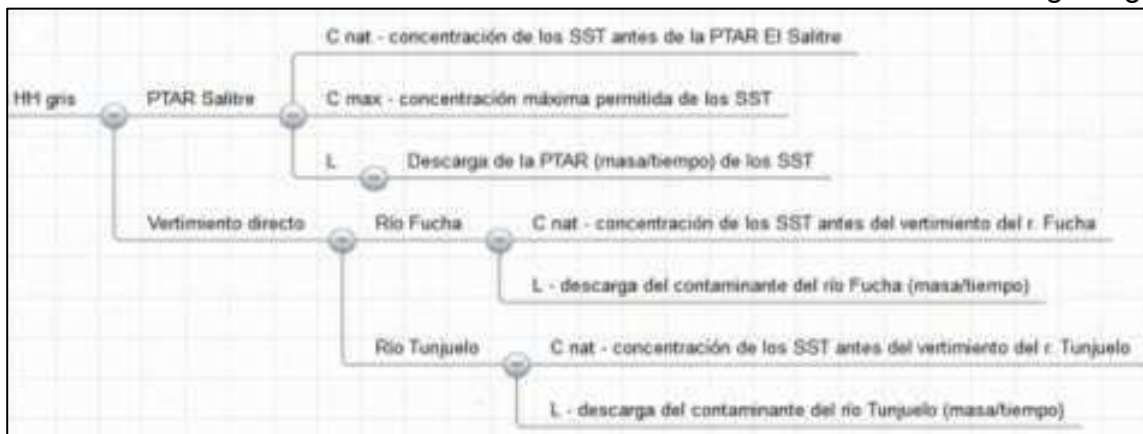 C nat - concentración de los SST antes de la PTAR El Salitre
HH gris
PTAR Salitre
C max - concentración máxima permitida de los SST
L
Descarga de la PTAR (masa/tiempo) de los SST
Vertimiento directo
Río Fucha
C nat - concentración de los SST antes del vertimiento del r. Fucha
L - descarga del contaminante del río Fucha (masa/tiempo)
Río Tunjuelo
C nat - concentración de los SST antes del vertimiento del r. Tunjuelo
L - descarga del contaminante del río Tunjuelo (masa/tiempo)